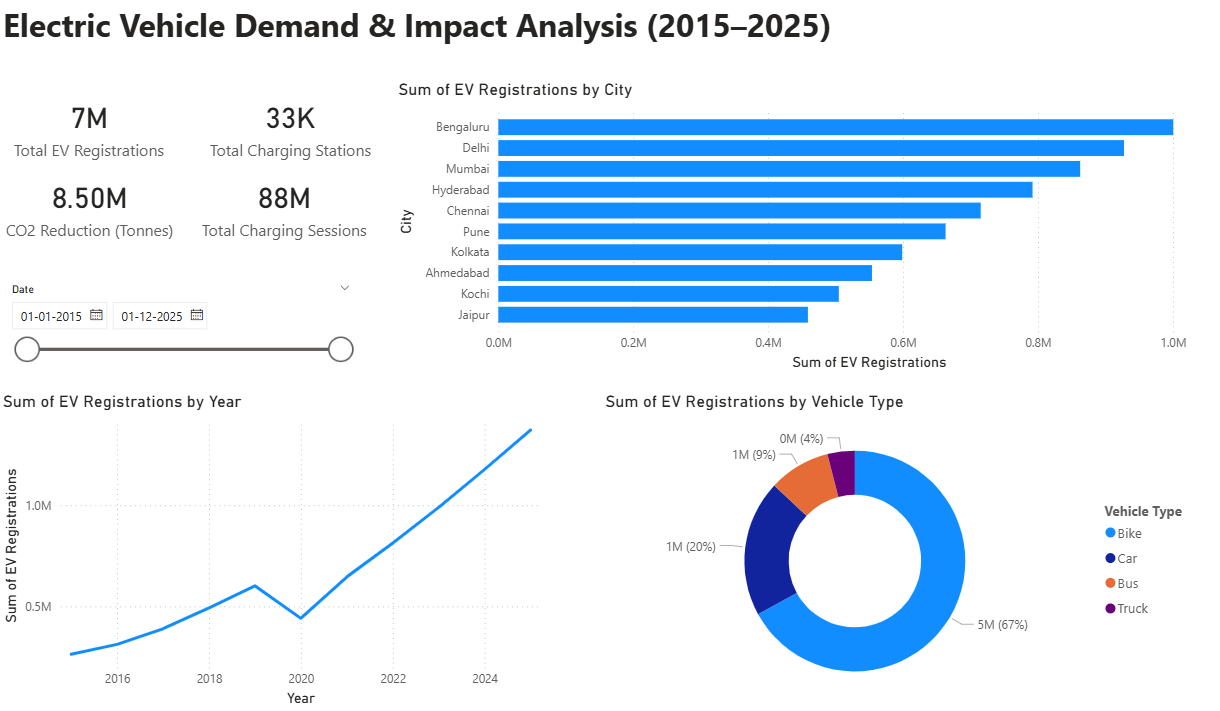 Electric Vehicle Demand & Impact Analysis (2015–2025)
7M
Total EV Registrations
33K
Total Charging Stations
8.50M
CO2 Reduction (Tonnes)
88M
Total Charging Sessions
Date
01-01-2015
01-12-2025
Sum of EV Registrations by City
City
Bengaluru
Delhi
Mumbai
Hyderabad
Chennai
Pune
Kolkata
Ahmedabad
Kochi
Jaipur
0.0M 0.2M 0.4M 0.6M 0.8M 1.0M
Sum of EV Registrations
Sum of EV Registrations by Year
Sum of EV Registrations
1.0M
0.5M
2016 2018 2020 2022 2024
Year
Sum of EV Registrations by Vehicle Type
0M (4%)
1M (9%)
1M (20%)
5M (67%)
Vehicle Type
Bike
Car
Bus
Truck